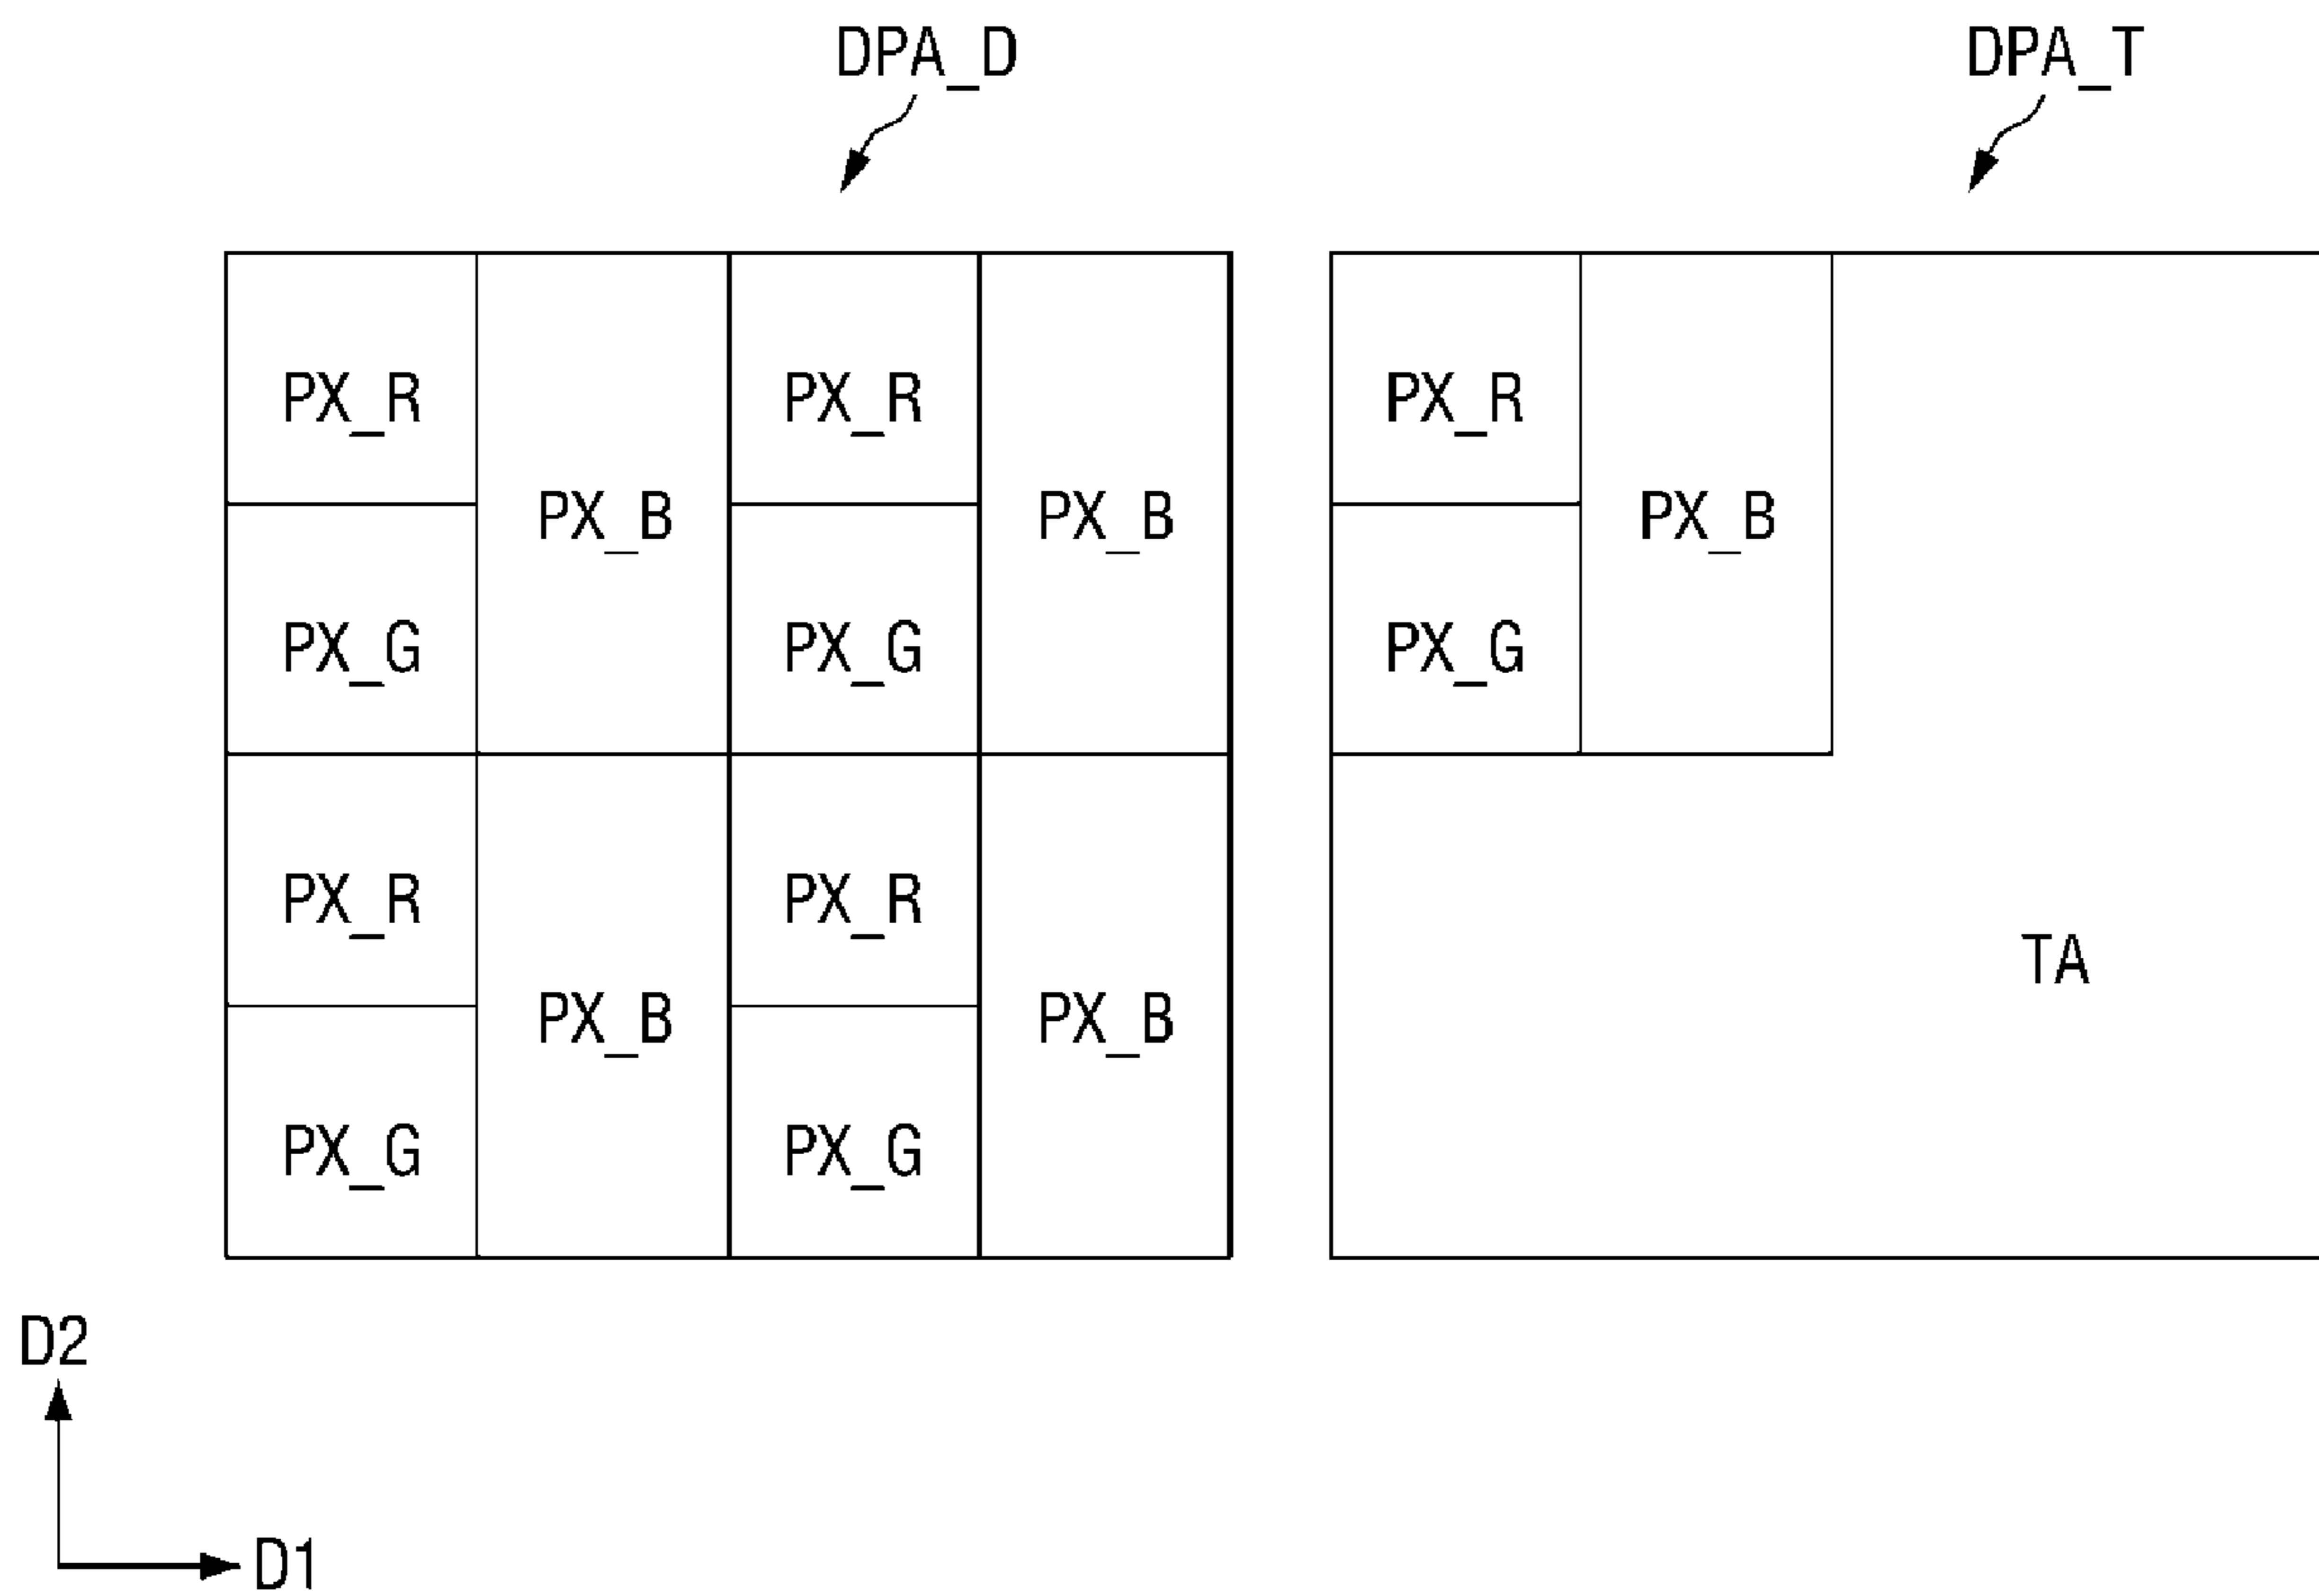 DPA_D DPA_T
PX_R PX_R PX_R
PX_B PX_B PX_B
PX_G PX_G PX_G
PX_R PX_R
TA
PX_B PX_B
PX_G PX_G
D2
D1